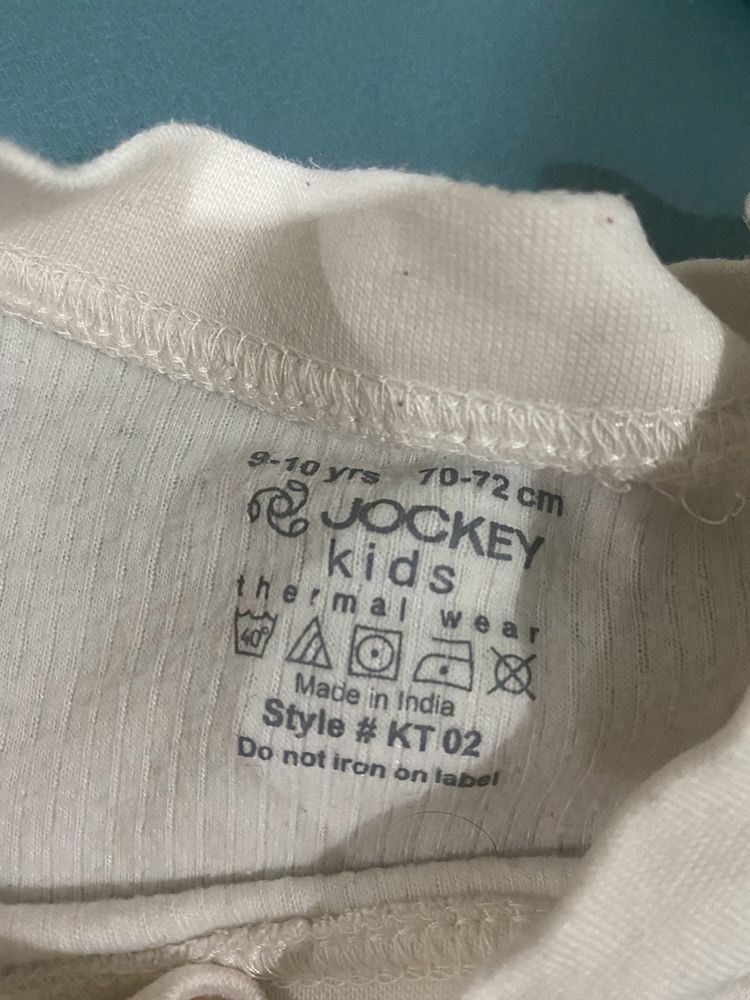 9-10 yrs 70-72 cm
JOCKEY
kids
thermal wear
40°
Made in India
Style # KT 02
Do not iron on label